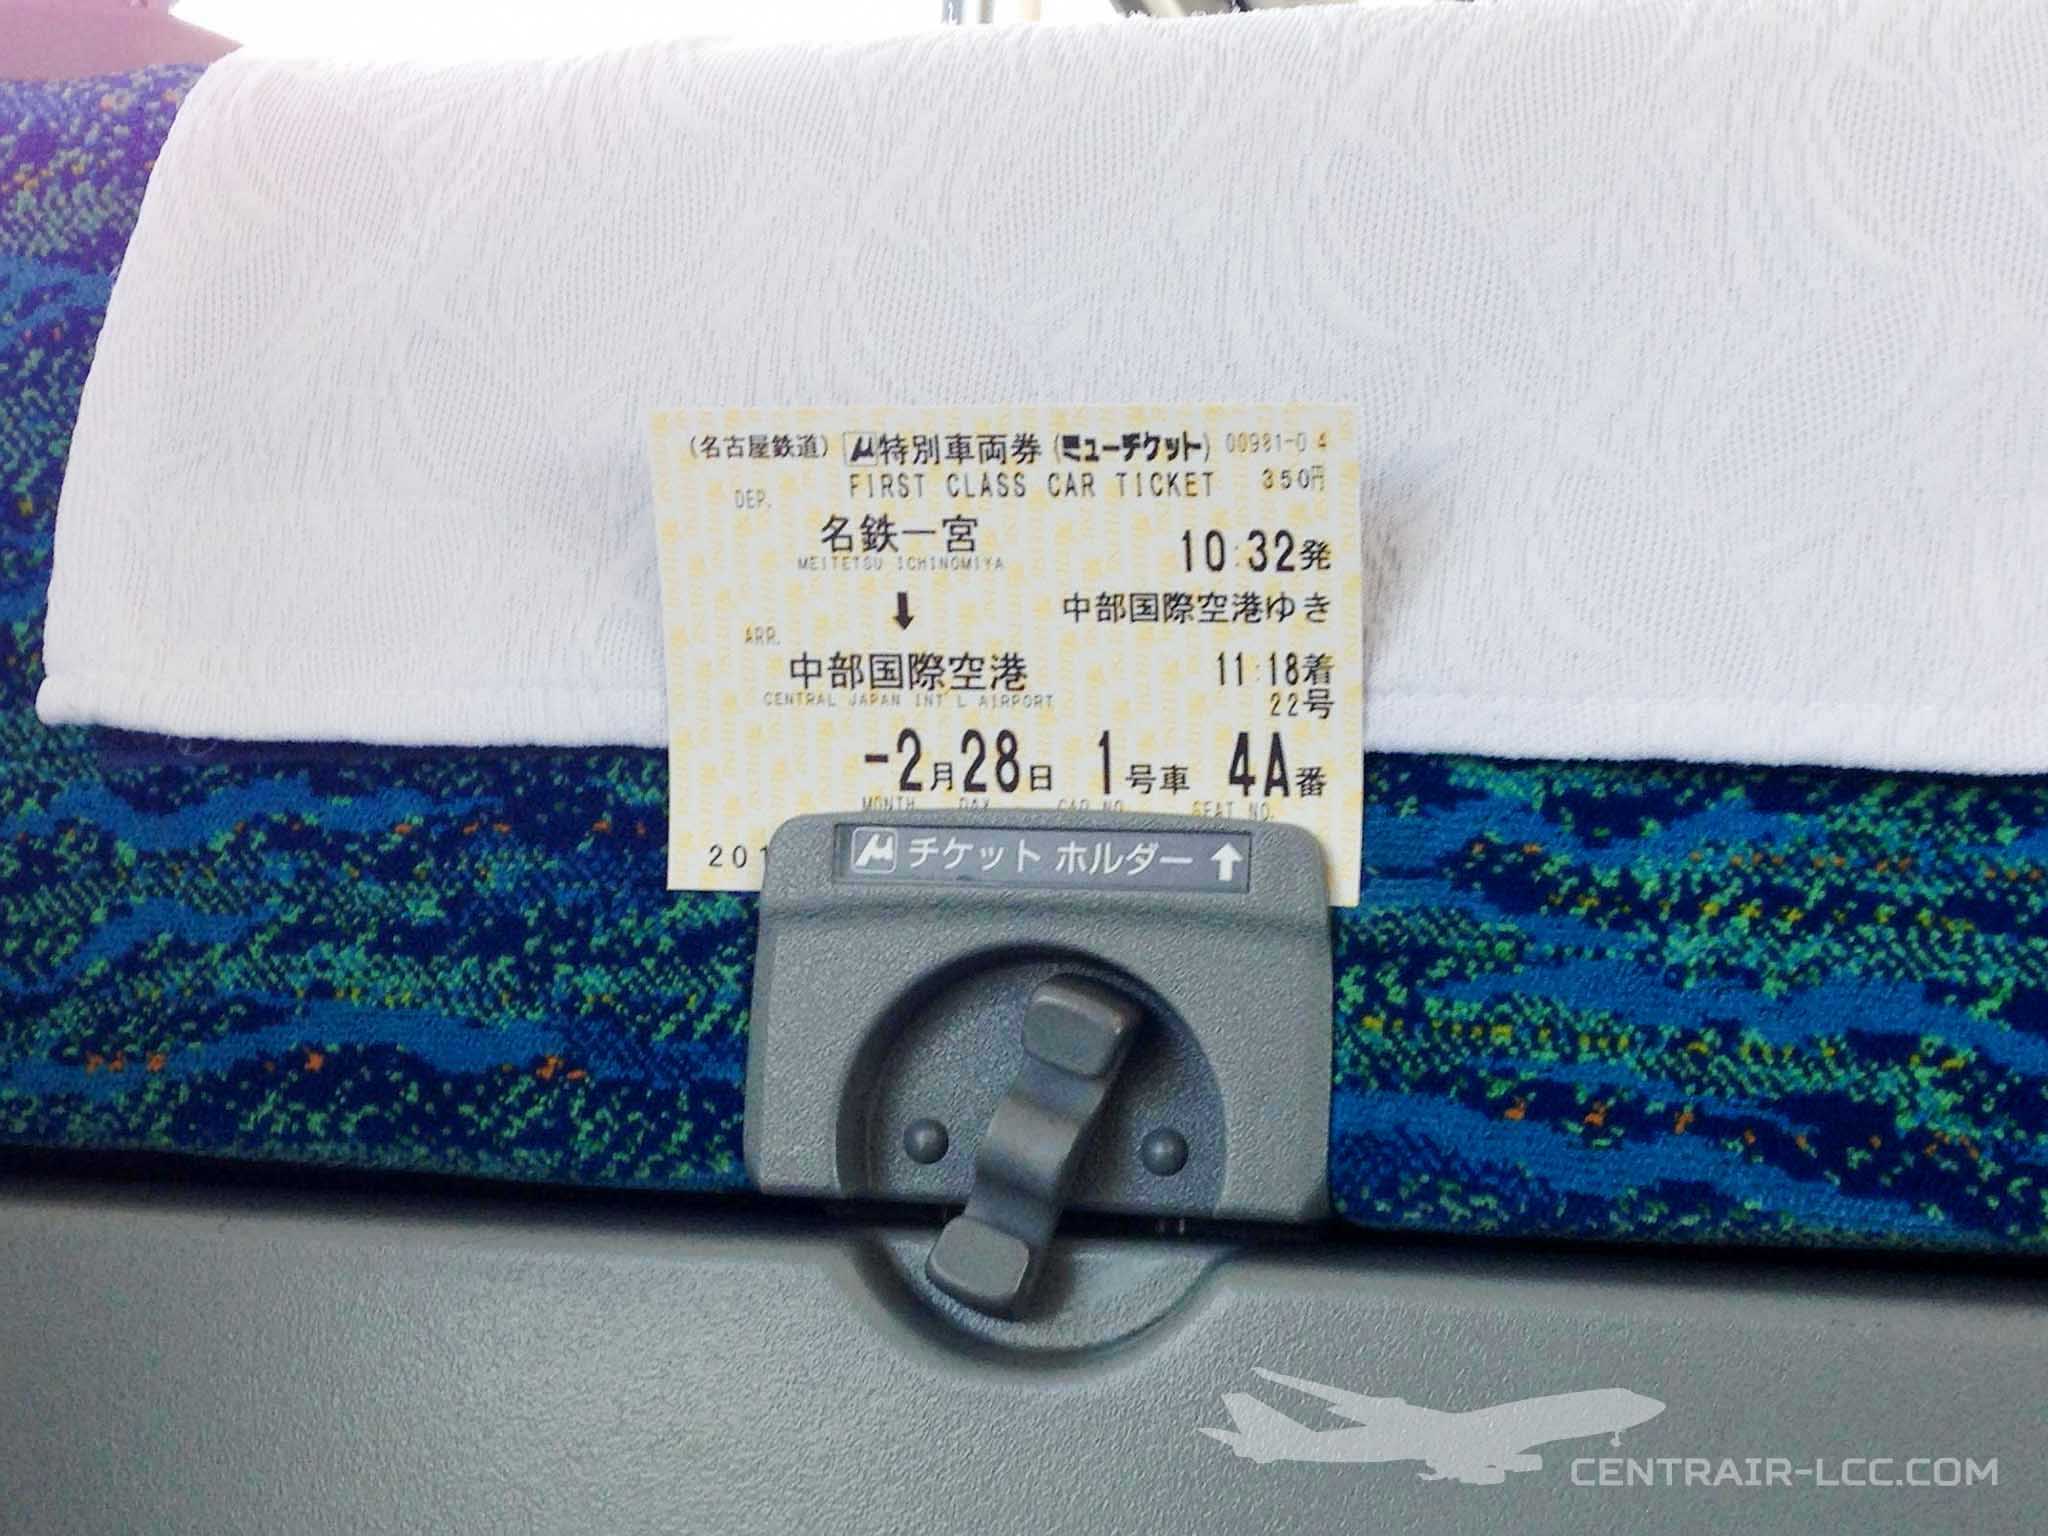 (名古屋鉄道) μ特別車両券(ミューチケット) 00981-04
FIRST CLASS CAR TICKET 350円
DEP.
名鉄一宮 10:32発
MEITETSU ICHINOMIYA
↓ 中部国際空港ゆき
ARR.
中部国際空港 11:18着
CENTRAL JAPAN INT'L AIRPORT 22号
-2月28日 1号車 4A番
MONTH DAY CAR NO. SEAT NO.
201
μ チケット ホルダー ↑
CENTRAIR-LCC.COM